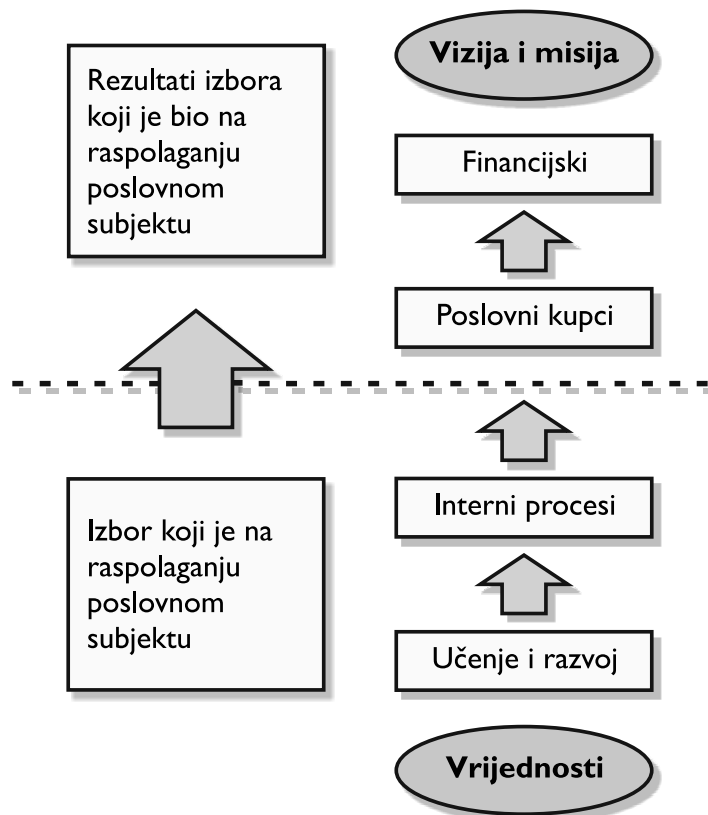 Rezultati izbora
koji je bio na
raspolaganju
poslovnom
subjektu
Vizija i misija
Financijski
Poslovni kupci
Izbor koji je na
raspolaganju
poslovnom
subjektu
Interni procesi
Učenje i razvoj
Vrijednosti